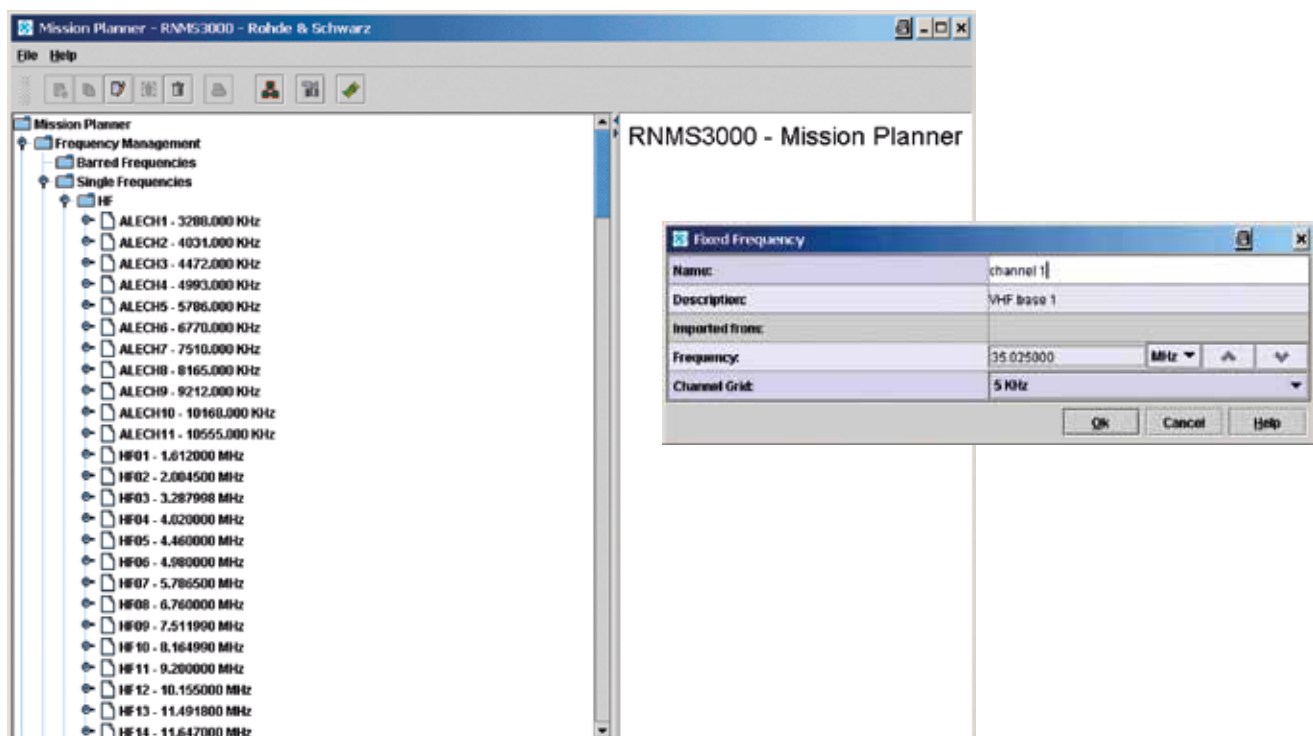 Mission Planner - RNMS3000 - Rohde & Schwarz
File Help
Mission Planner
Frequency Management
Barred Frequencies
Single Frequencies
HF
ALECH1 - 3288.000 KHz
ALECH2 - 4031.000 KHz
ALECH3 - 4472.000 KHz
ALECH4 - 4993.000 KHz
ALECH5 - 5786.000 KHz
ALECH6 - 6770.000 KHz
ALECH7 - 7510.000 KHz
ALECH8 - 8165.000 KHz
ALECH9 - 9212.000 KHz
ALECH10 - 10168.000 KHz
ALECH11 - 10555.000 KHz
HF01 - 1.612000 MHz
HF02 - 2.004500 MHz
HF03 - 3.287998 MHz
HF04 - 4.020000 MHz
HF05 - 4.460000 MHz
HF06 - 4.980000 MHz
HF07 - 5.786500 MHz
HF08 - 6.760000 MHz
HF09 - 7.511990 MHz
HF10 - 8.164990 MHz
HF11 - 9.200000 MHz
HF12 - 10.155000 MHz
HF13 - 11.491800 MHz
HF14 - 11.647000 MHz
RNMS3000 - Mission Planner
Fixed Frequency
Name: channel 1
Description: VHF base 1
Imported from:
Frequency: 35.025000 MHz
Channel Grid: 5 KHz
Ok Cancel Help